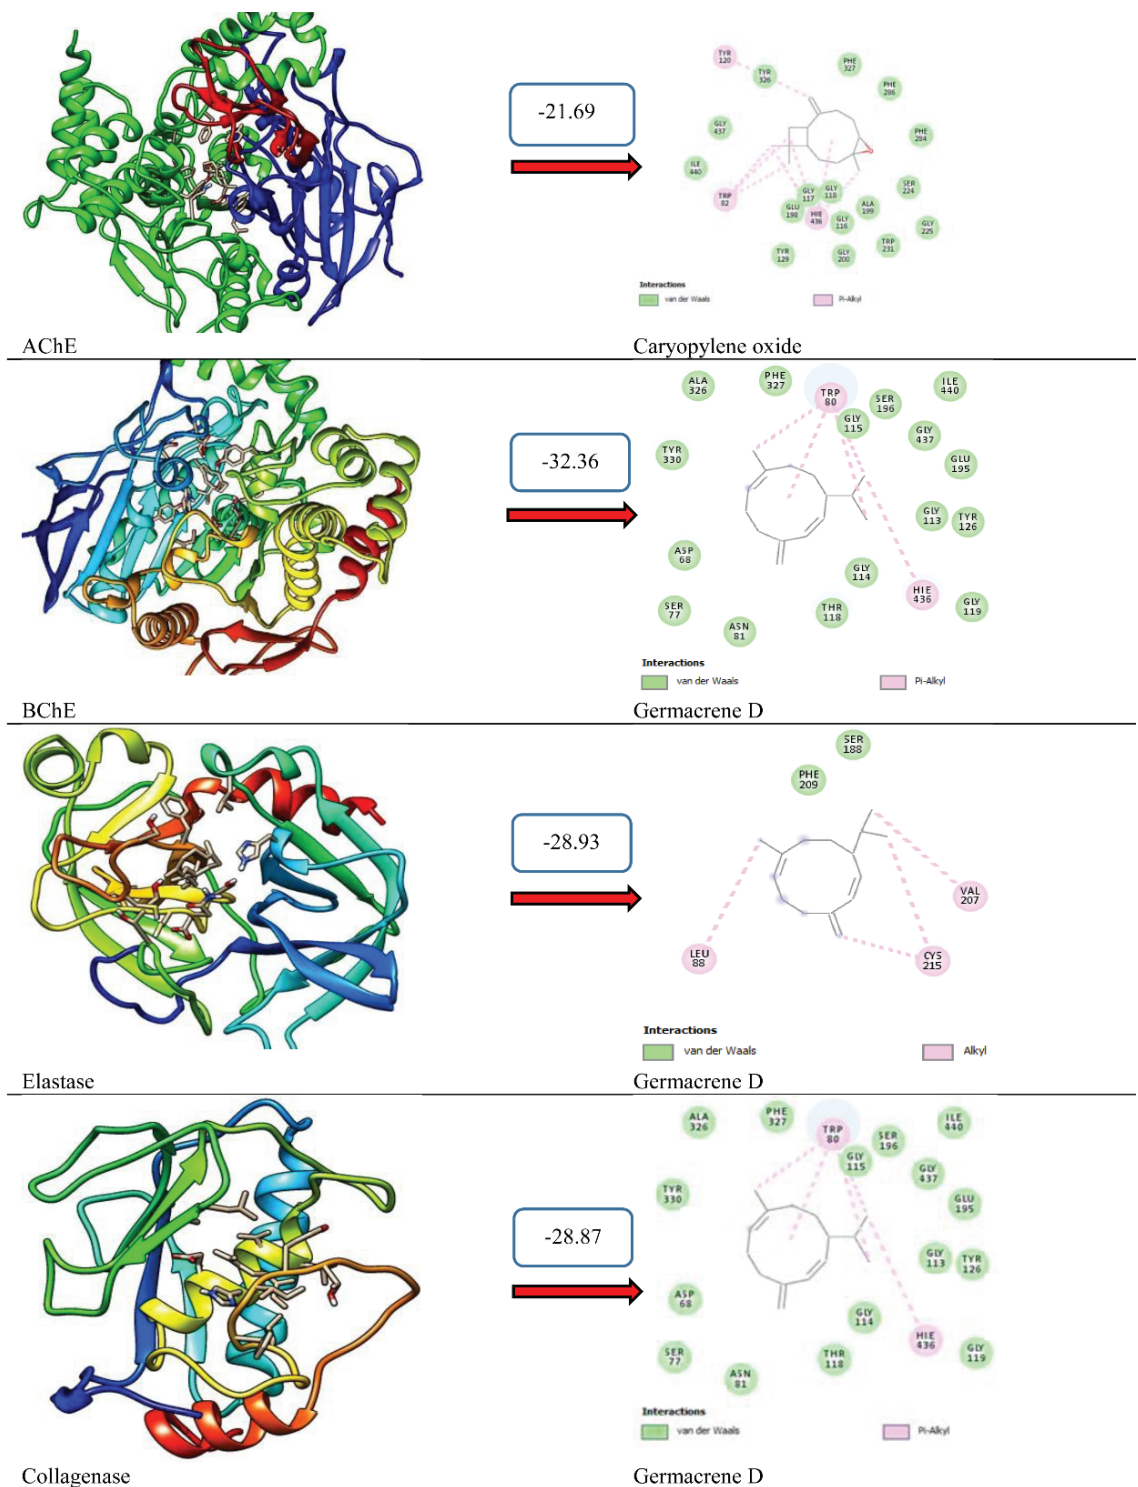 -21.69
TYR
120
TYR
326
PHE
327
PHE
286
GLY
437
PHE
284
ILE
440
SER
224
TRP
82
GLY
117
GLY
118
GLU
198
HIE
436
ALA
199
GLY
116
GLY
225
TRP
231
TYR
129
GLY
200
Interactions
van der Waals
Pi-Alkyl
AChE
Caryopylene oxide
-32.36
ALA
326
PHE
327
TRP
80
SER
196
ILE
440
GLY
115
GLY
437
TYR
330
GLU
195
GLY
113
TYR
126
ASP
68
GLY
114
HIE
436
SER
77
ASN
81
THR
118
GLY
119
Interactions
van der Waals
Pi-Alkyl
BChE
Germacrene D
-28.93
SER
188
PHE
209
VAL
207
LEU
88
CYS
215
Interactions
van der Waals
Alkyl
Elastase
Germacrene D
-28.87
ALA
326
PHE
327
TRP
80
SER
196
ILE
440
GLY
115
GLY
437
TYR
330
GLU
195
GLY
113
TYR
126
ASP
68
GLY
114
HIE
436
SER
77
ASN
81
THR
118
GLY
119
Interactions
van der Waals
Pi-Alkyl
Collagenase
Germacrene D